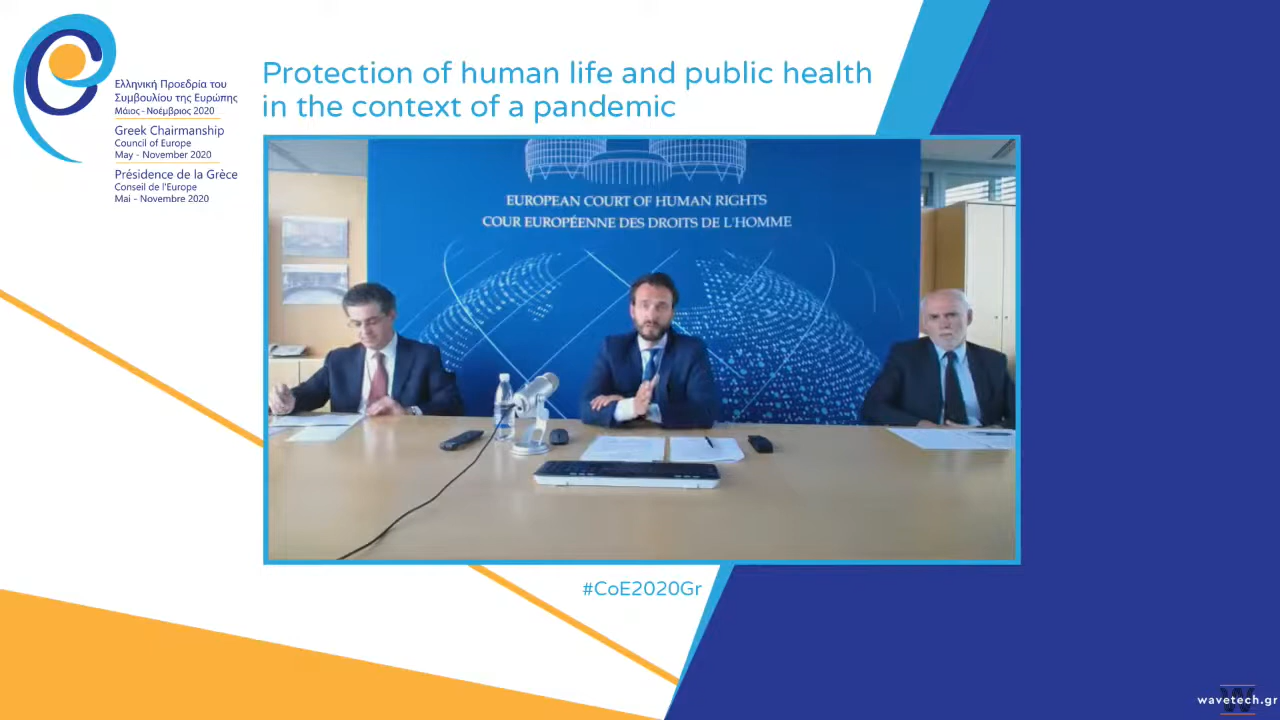 Ελληνική Προεδρία του
Συμβουλίου της Ευρώπης
Μάιος - Νοέμβριος 2020
Greek Chairmanship
Council of Europe
May - November 2020
Présidence de la Grèce
Conseil de l'Europe
Mai - Novembre 2020
Protection of human life and public health
in the context of a pandemic
EUROPEAN COURT OF HUMAN RIGHTS
COUR EUROPÉENNE DES DROITS DE L'HOMME
#CoE2020Gr
W
wavetech.gr